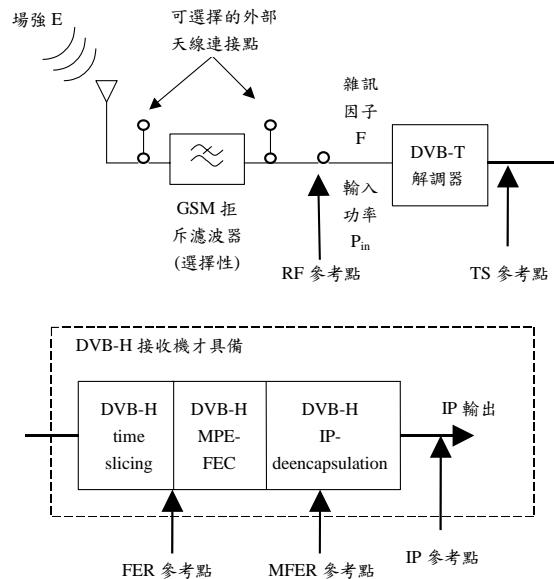 場強 E
可選擇的外部
天線連接點
雜訊
因子
F
DVB-T
解調器
GSM 拒
斥濾波器
(選擇性)
輸入
功率
Pin
RF 參考點
TS 參考點
DVB-H 接收機才具備
DVB-H
time
slicing
DVB-H
MPE-
FEC
DVB-H
IP-
deencapsulation
IP 輸出
FER 參考點
MFER 參考點
IP 參考點